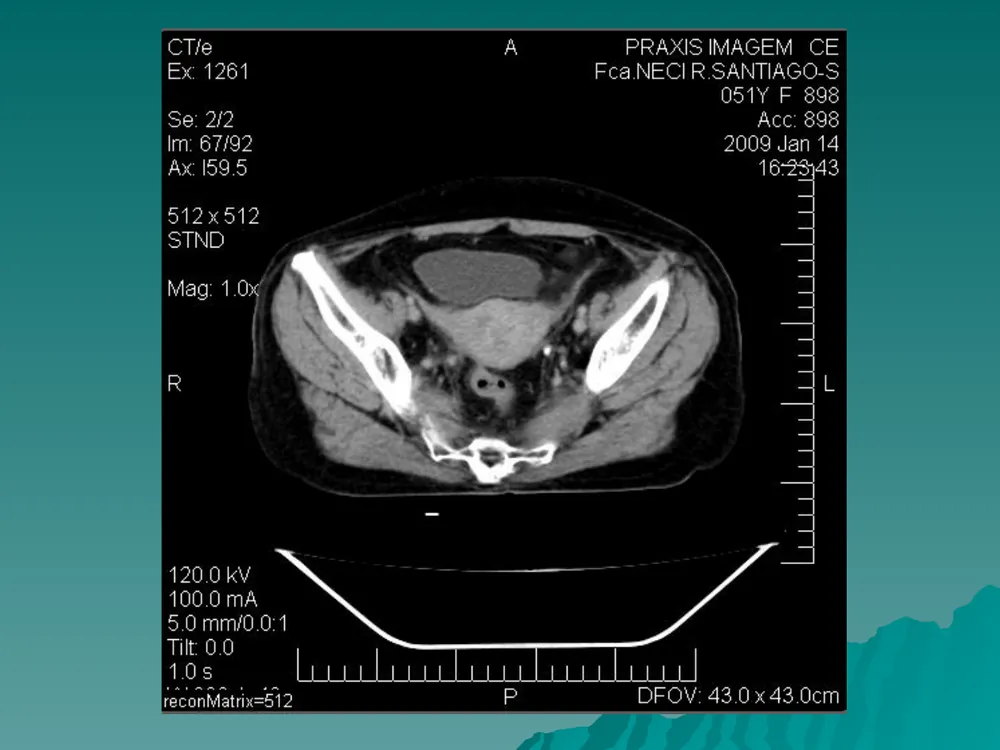 CT/e
Ex: 1261
Se: 2/2
Im: 67/92
Ax: I59.5
512 x 512
STND
Mag: 1.0x
A
PRAXIS IMAGEM CE
Fca.NECI R.SANTIAGO-S
051Y F 898
Acc: 898
2009 Jan 14
16:23:43
R
L
120.0 kV
100.0 mA
5.0 mm/0.0:1
Tilt: 0.0
1.0 s
reconMatrix=512
P
DFOV: 43.0 x 43.0cm